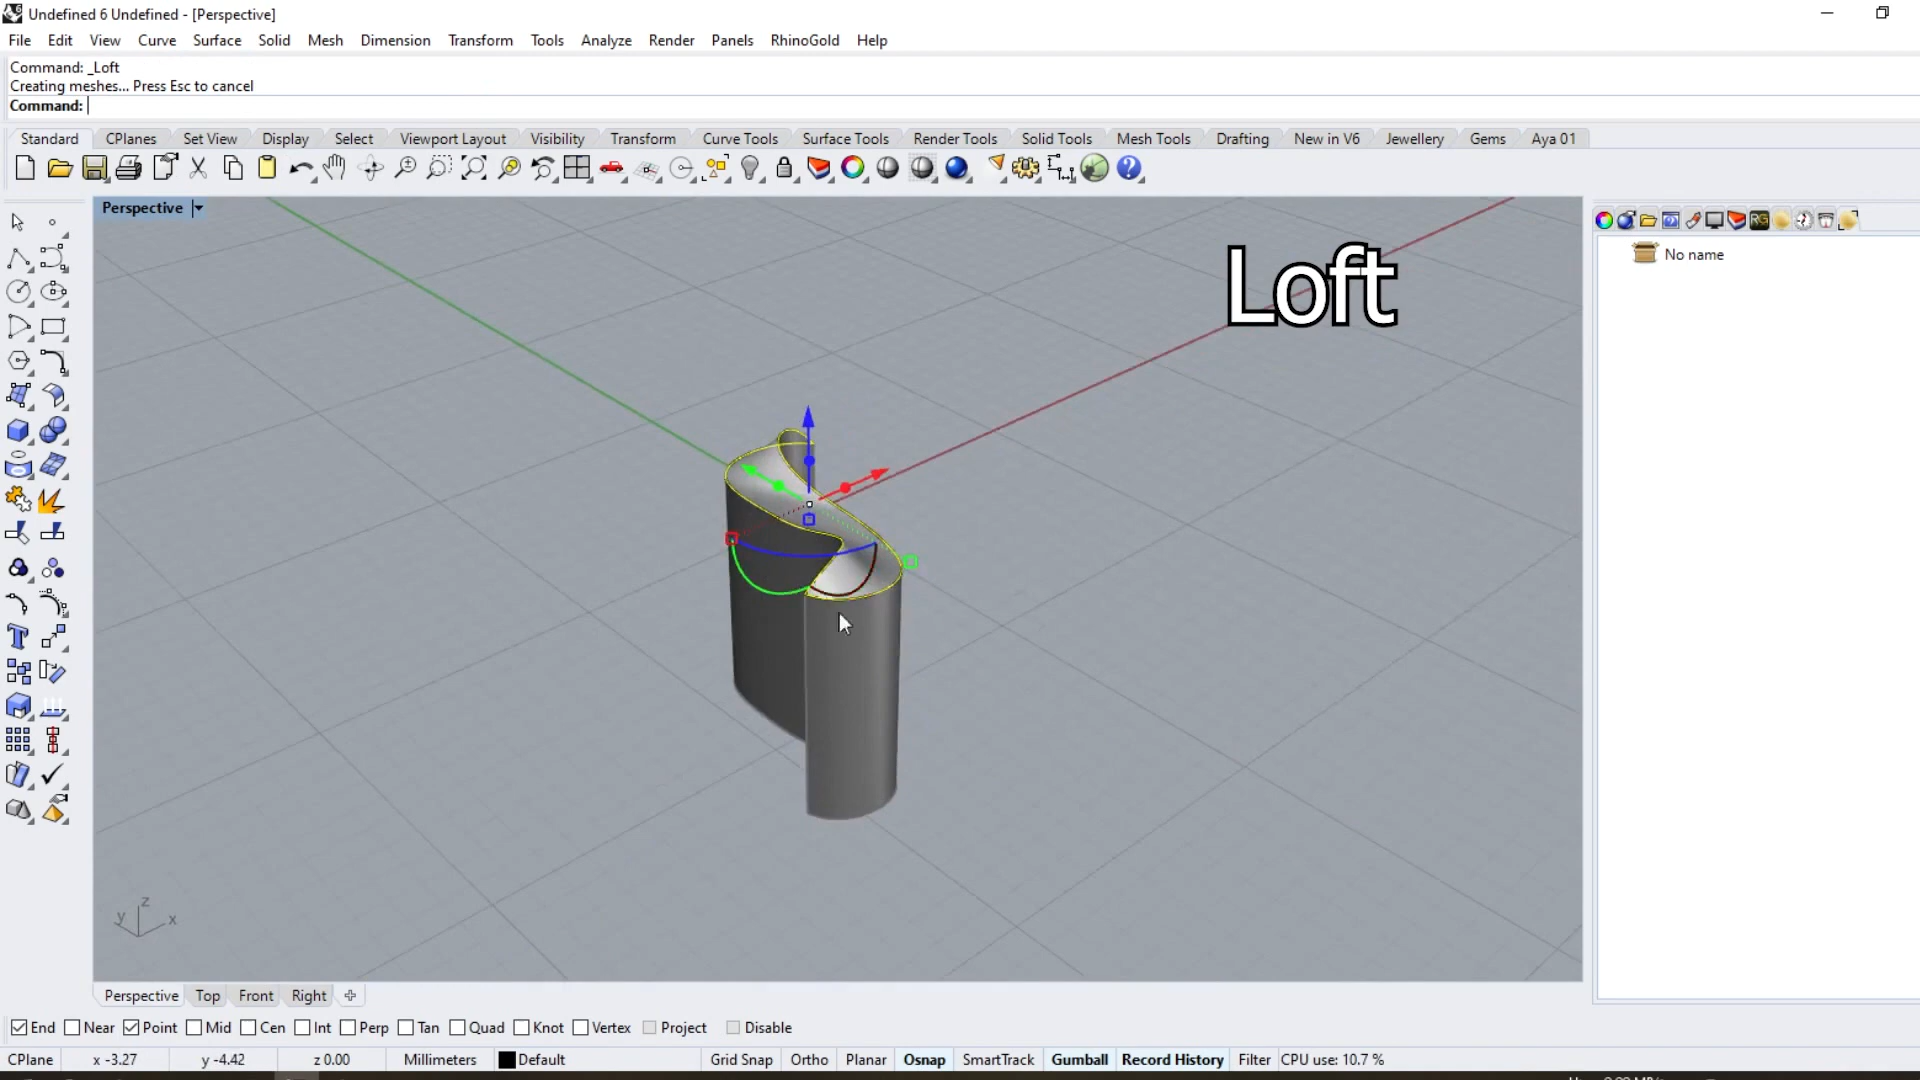 Undefined 6 Undefined - [Perspective]
File Edit View Curve Surface Solid Mesh Dimension Transform Tools Analyze Render Panels RhinoGold Help
Command: _Loft
Creating meshes... Press Esc to cancel
Command:
Standard CPlanes Set View Display Select Viewport Layout Visibility Transform Curve Tools Surface Tools Render Tools Solid Tools Mesh Tools Drafting New in V6 Jewellery Gems Aya 01
Perspective
RG
No name
Loft
z
y x
Perspective Top Front Right
End Near Point Mid Cen Int Perp Tan Quad Knot Vertex Project Disable
CPlane x -3.27 y -4.42 z 0.00 Millimeters Default Grid Snap Ortho Planar Osnap SmartTrack Gumball Record History Filter CPU use: 10.7 %